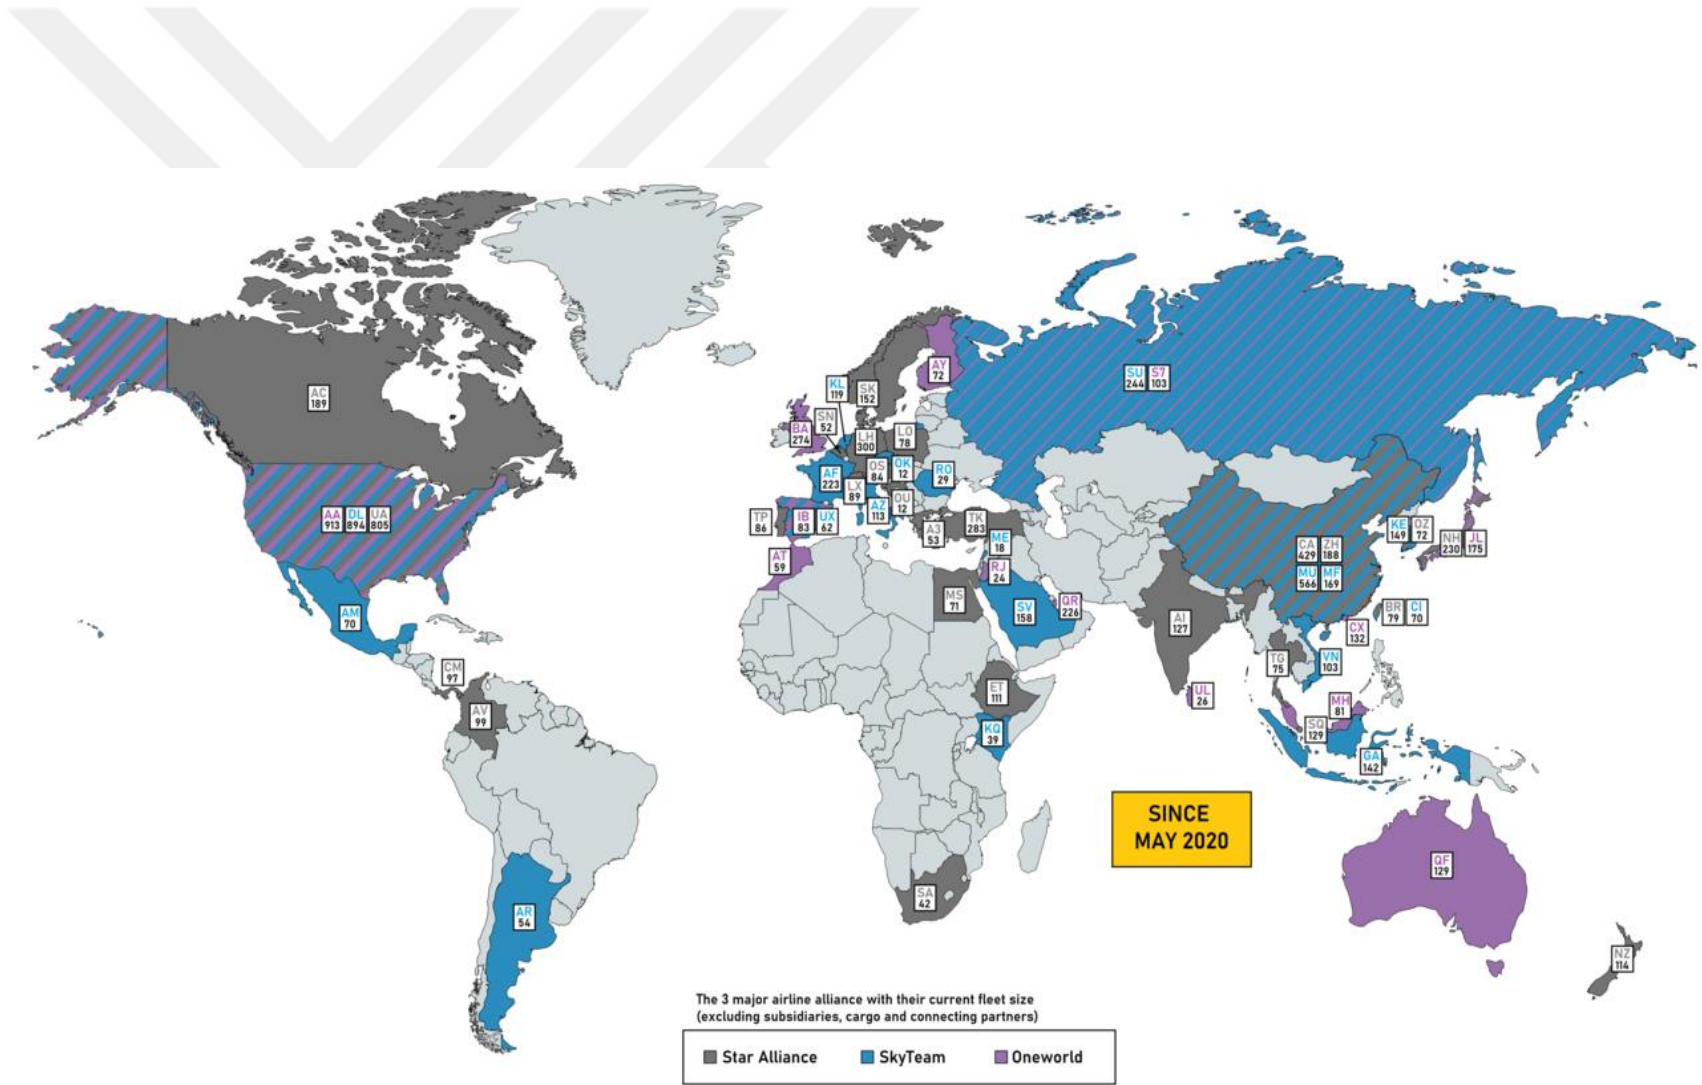 AC
189
AA
913
DL
894
UA
805
AM
70
CM
97
AV
99
AR
54
KL
119
SK
152
AY
72
SN
52
BA
274
LH
300
LO
78
AF
223
LX
89
OS
84
OK
12
RO
29
AZ
113
OU
12
TP
86
IB
83
UX
62
A3
53
TK
283
AT
59
ME
18
RJ
24
MS
71
SV
158
QR
226
ET
111
KQ
39
SA
42
SU
244
S7
103
CA
429
ZH
188
MU
566
MF
169
KE
149
OZ
72
NH
230
JL
175
BR
79
CI
70
CX
132
AI
127
TG
75
VN
103
UL
26
MH
81
SQ
129
GA
142
QF
129
NZ
114
SINCE
MAY 2020
The 3 major airline alliance with their current fleet size
(excluding subsidiaries, cargo and connecting partners)
Star Alliance
SkyTeam
Oneworld